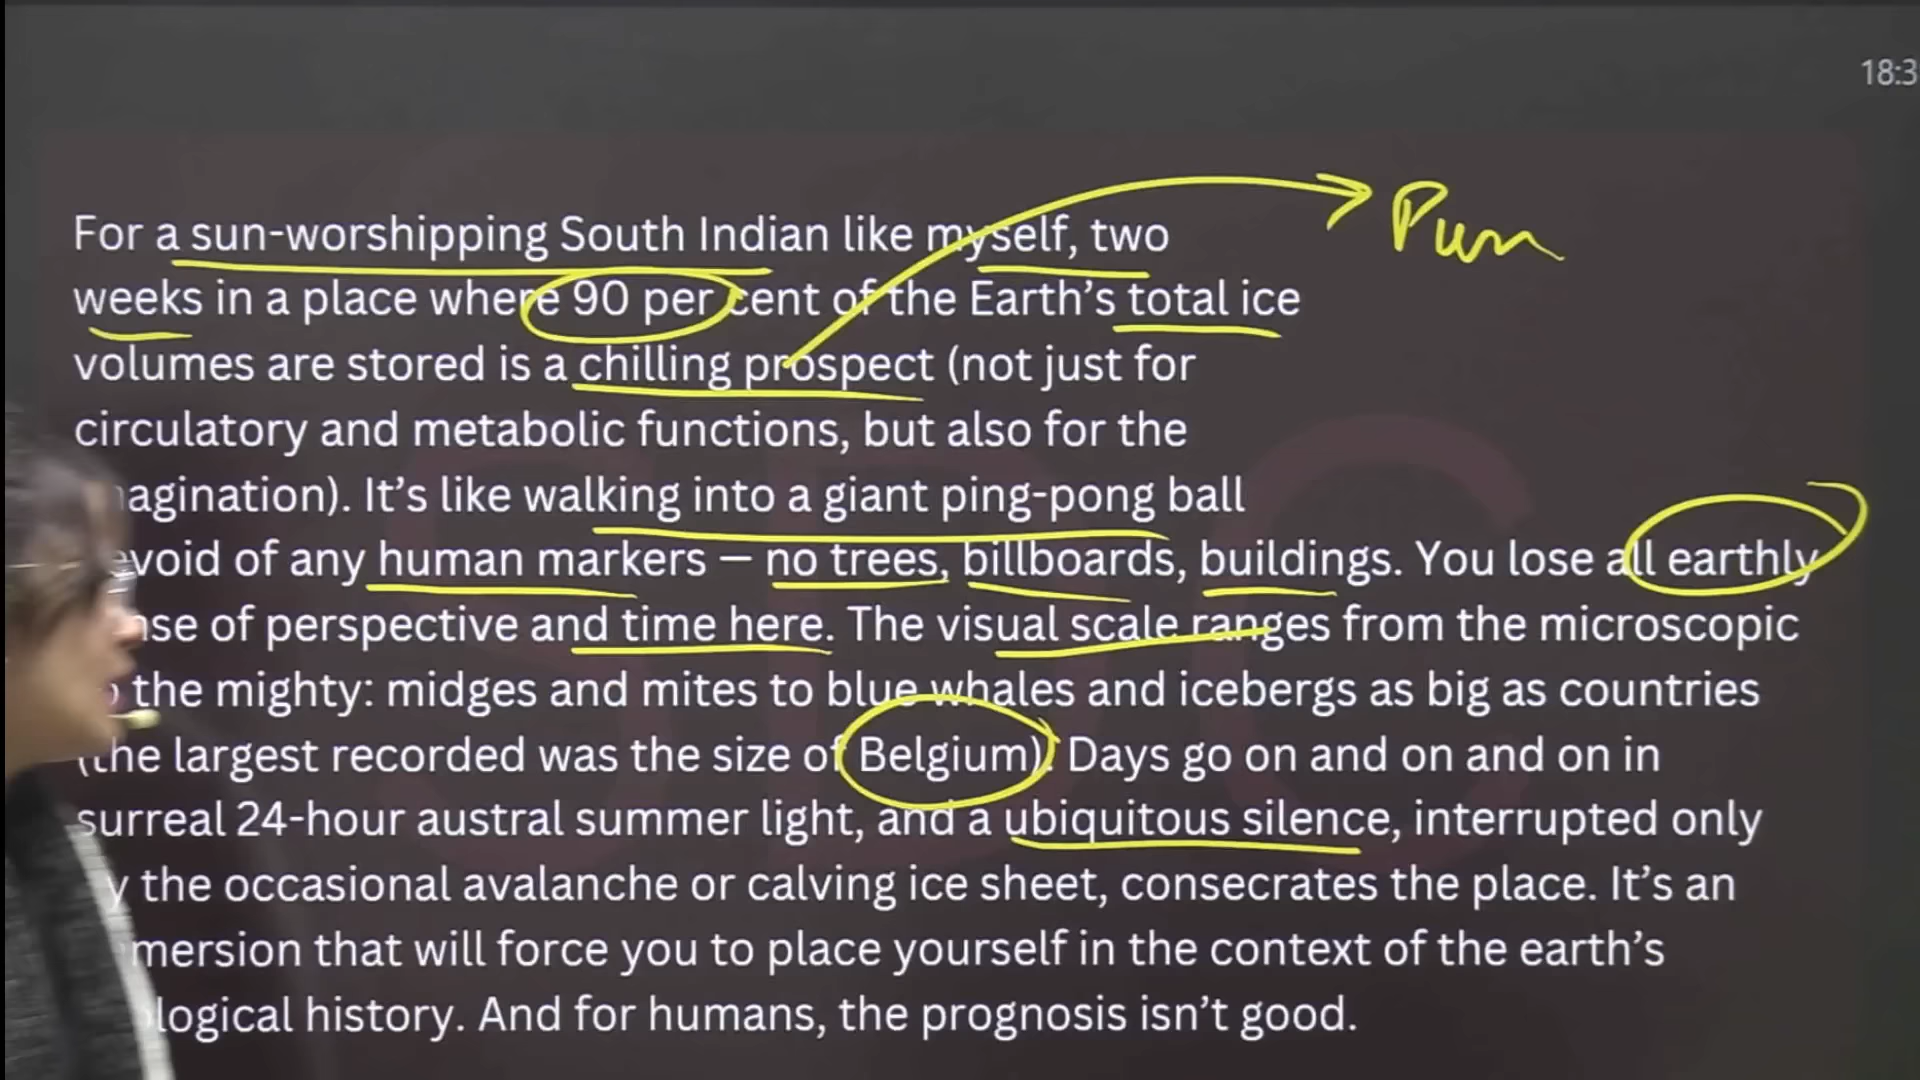 18:3
Pun
For a sun-worshipping South Indian like myself, two
weeks in a place where 90 per cent of the Earth's total ice
volumes are stored is a chilling prospect (not just for
circulatory and metabolic functions, but also for the
agination). It's like walking into a giant ping-pong ball
void of any human markers – no trees, billboards, buildings. You lose all earthly
nse of perspective and time here. The visual scale ranges from the microscopic
the mighty: midges and mites to blue whales and icebergs as big as countries
(the largest recorded was the size of Belgium). Days go on and on and on in
surreal 24-hour austral summer light, and a ubiquitous silence, interrupted only
y the occasional avalanche or calving ice sheet, consecrates the place. It's an
mersion that will force you to place yourself in the context of the earth's
logical history. And for humans, the prognosis isn't good.